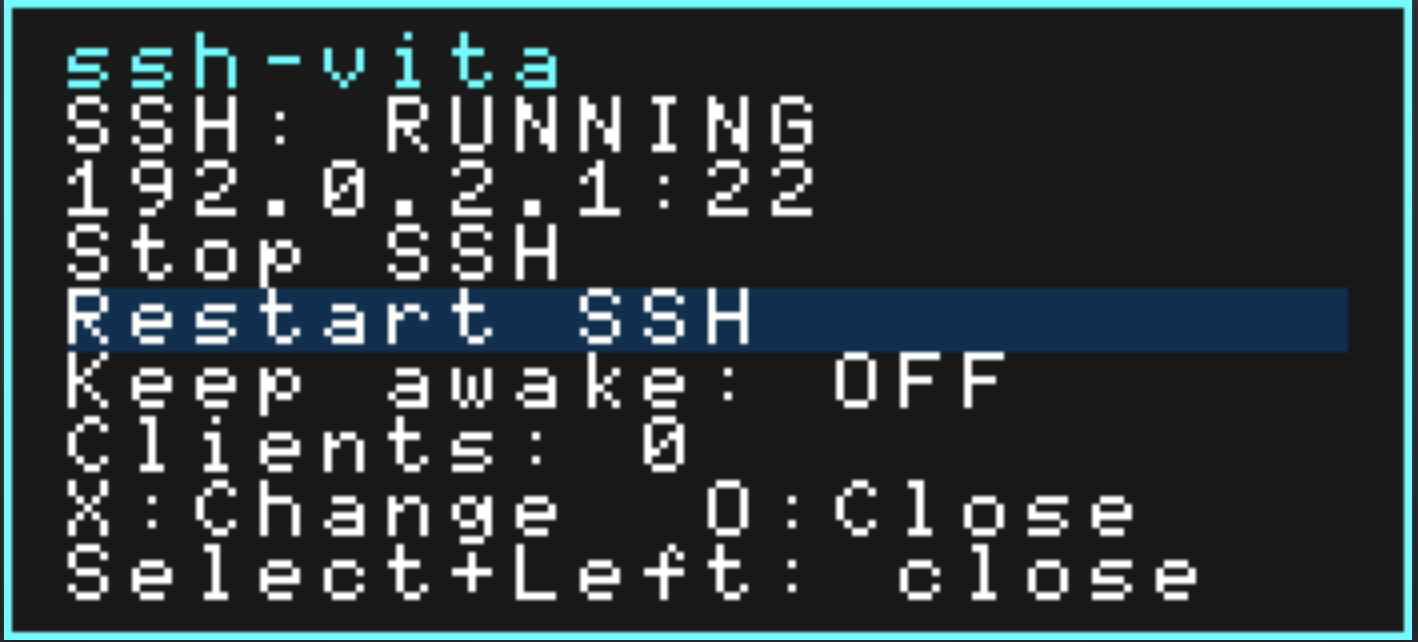 ssh-vita
SSH: RUNNING
192.0.2.1:22
Stop SSH
Restart SSH
Keep awake: OFF
Clients: 0
X:Change  O:Close
Select+Left: close